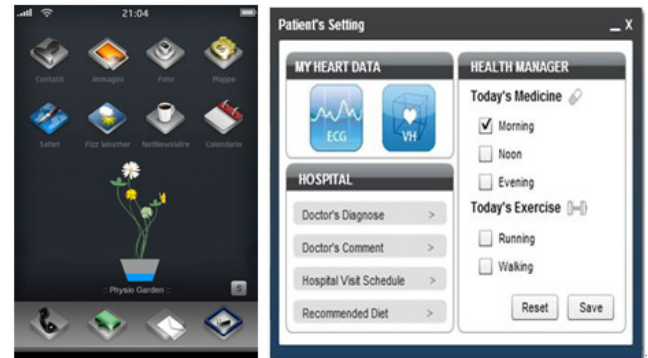 21:04
Contatti Immagini Foto Mappe
Safari Fizz Weather NetNewsWire Calendario
:: Physio Garden ::
S
Patient's Setting _ X
MY HEART DATA
ECG VH
HOSPITAL
Doctor's Diagnose >
Doctor's Comment >
Hospital Visit Schedule >
Recommended Diet >
HEALTH MANAGER
Today's Medicine
Morning
Noon
Evening
Today's Exercise
Running
Walking
Reset Save